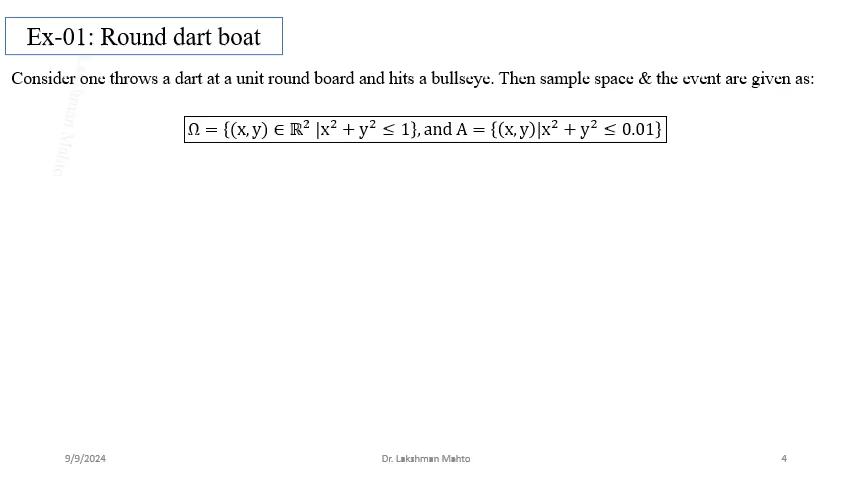 Ex-01: Round dart boat
Consider one throws a dart at a unit round board and hits a bullseye. Then sample space & the event are given as:
Ω = {(x, y) ∈ ℝ² |x² + y² ≤ 1}, and A = {(x, y)|x² + y² ≤ 0.01}
9/9/2024 Dr. Lakshman Mahto 4